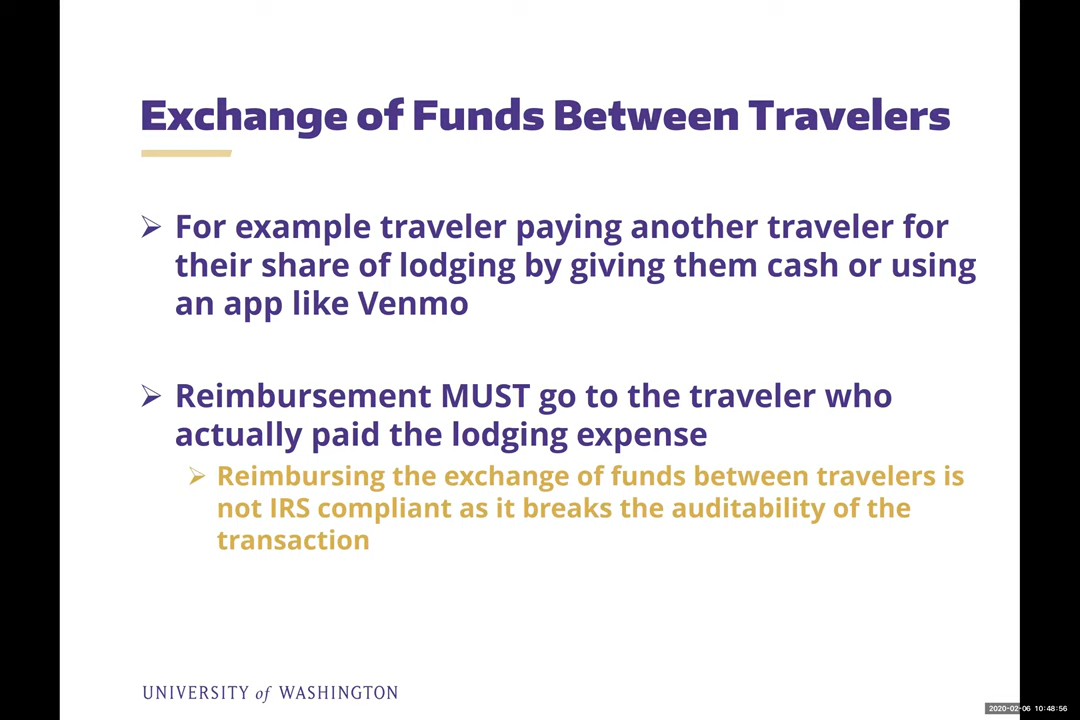 Exchange of Funds Between Travelers
For example traveler paying another traveler for
their share of lodging by giving them cash or using
an app like Venmo
Reimbursement MUST go to the traveler who
actually paid the lodging expense
Reimbursing the exchange of funds between travelers is
not IRS compliant as it breaks the auditability of the
transaction
UNIVERSITY of WASHINGTON
2020-02-06 10:48:56